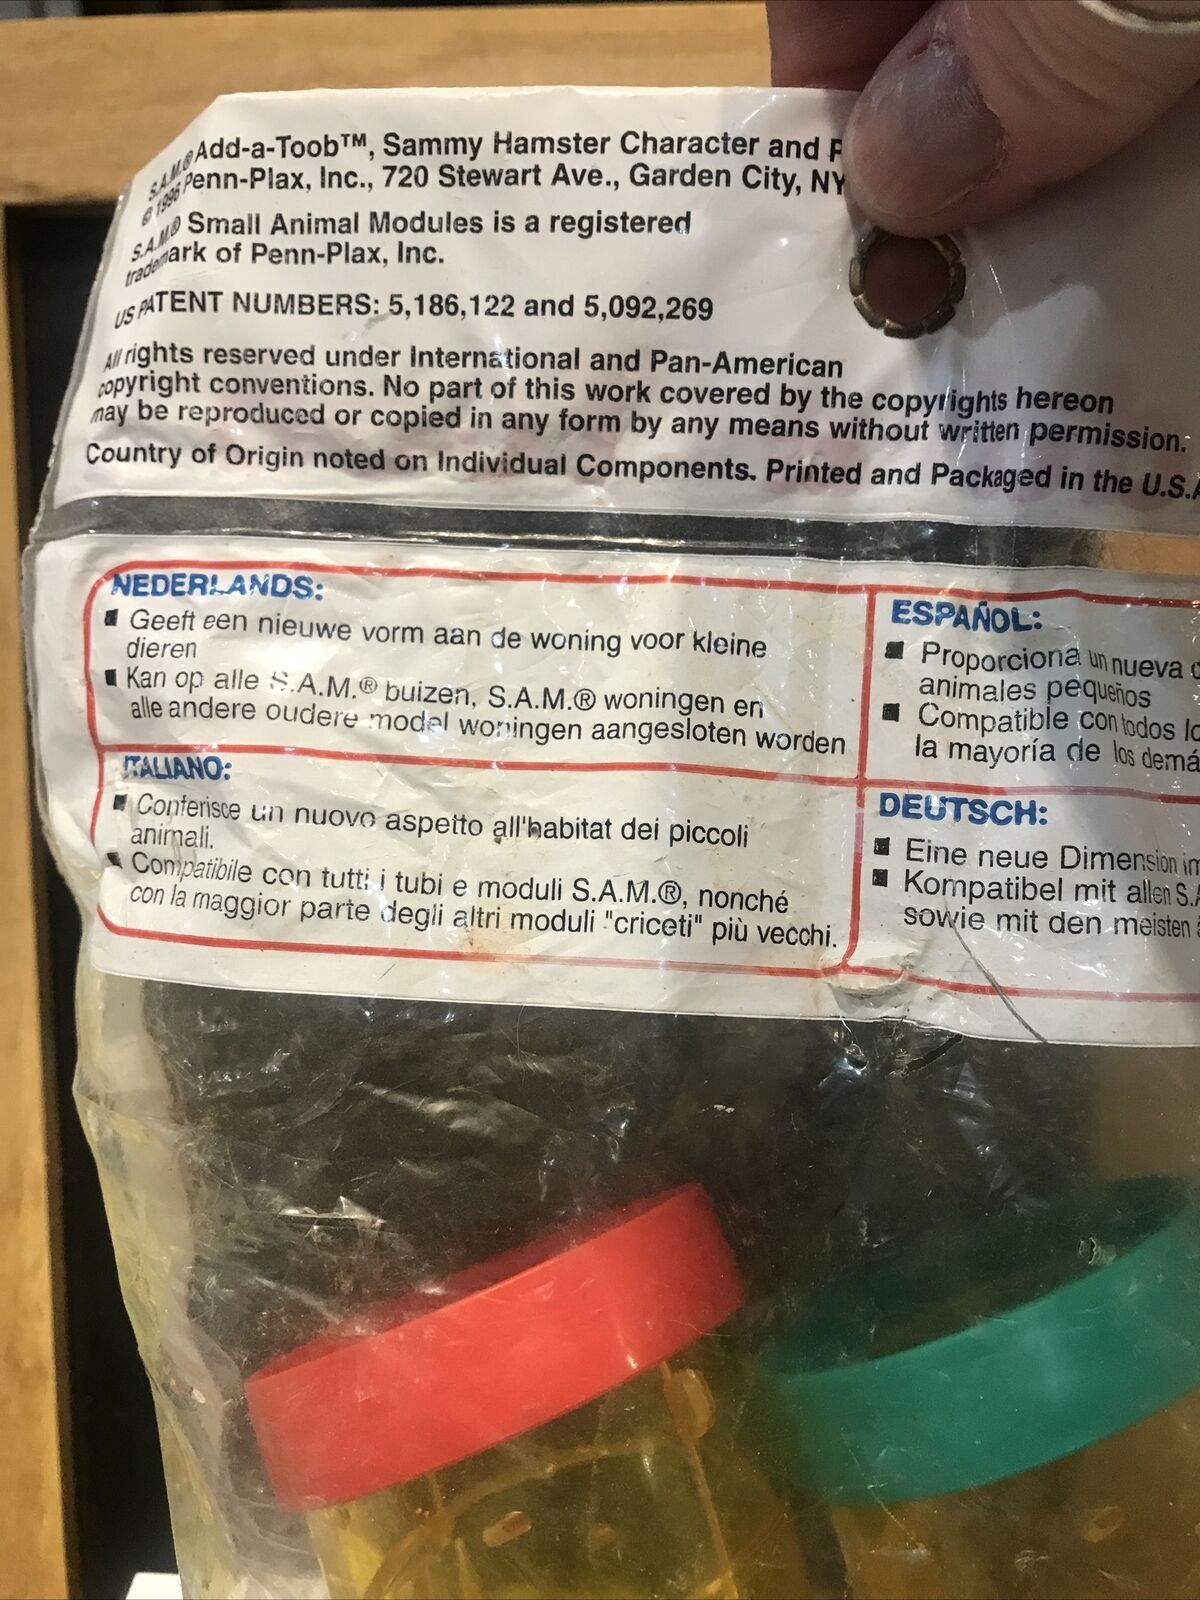 S.A.M.® Add-a-Toob™, Sammy Hamster Character and
© 1996 Penn-Plax, Inc., 720 Stewart Ave., Garden City, NY
S.A.M.® Small Animal Modules is a registered
trademark of Penn-Plax, Inc.
US PATENT NUMBERS: 5,186,122 and 5,092,269
All rights reserved under International and Pan-American
copyright conventions. No part of this work covered by the copyrights hereon
may be reproduced or copied in any form by any means without written permission.
Country of Origin noted on Individual Components. Printed and Packaged in the U.S.A
NEDERLANDS:
■ Geeft een nieuwe vorm aan de woning voor kleine
dieren
■ Kan op alle S.A.M.® buizen, S.A.M.® woningen en
alle andere oudere model woningen aangesloten worden
ITALIANO:
■ Conferisce un nuovo aspetto all'habitat dei piccoli
animali.
■ Compatibile con tutti i tubi e moduli S.A.M.®, nonché
con la maggior parte degli altri moduli "criceti" più vecchi.
ESPAÑOL:
■ Proporciona un nueva
animales pequeños
■ Compatible con todos
la mayoría de los
DEUTSCH:
■ Eine neue Dimension
■ Kompatibel mit allen
sowie mit den meisten